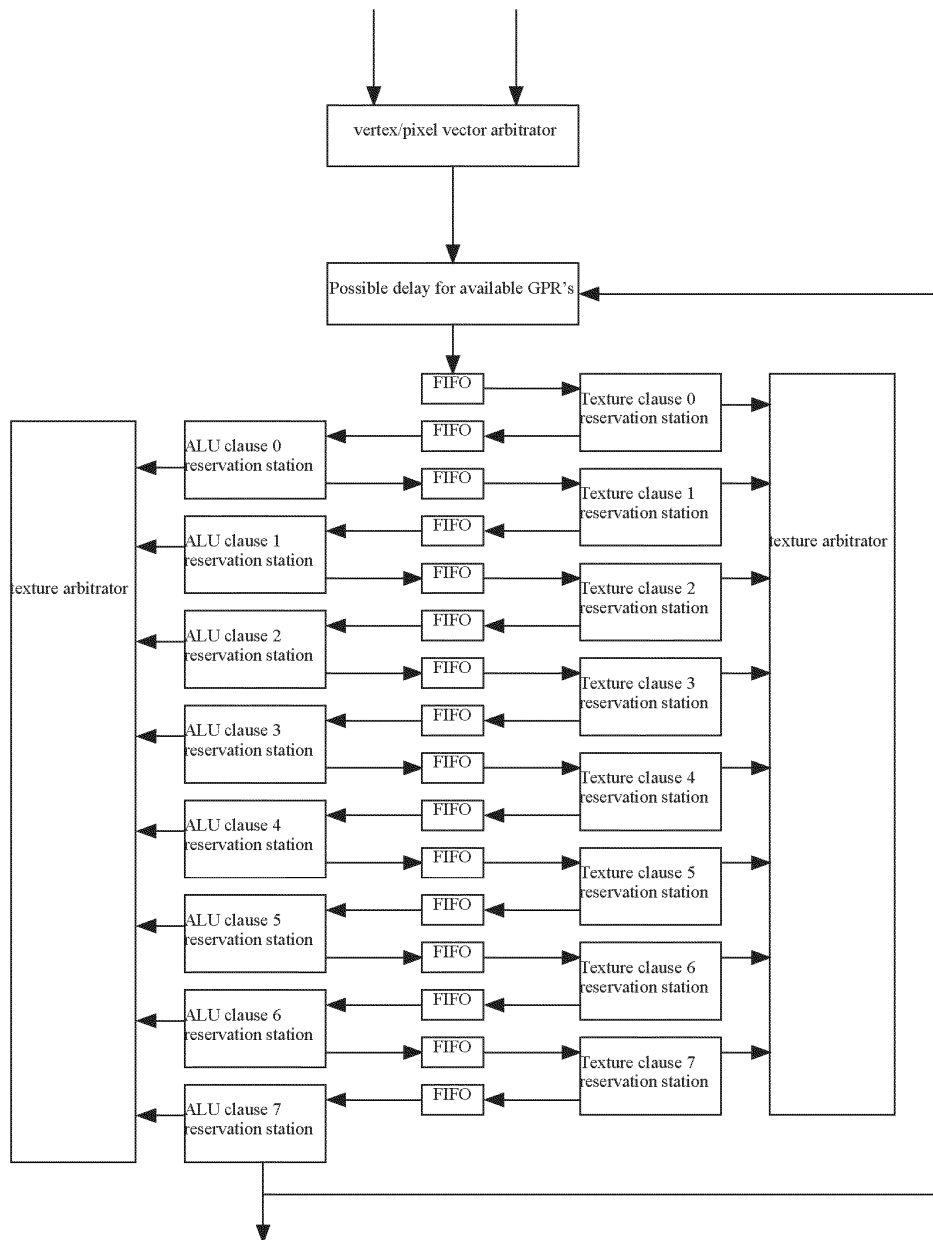 vertex/pixel vector arbitrator
Possible delay for available GPR's
FIFO
Texture clause 0
reservation station
FIFO
ALU clause 0
reservation station
FIFO
Texture clause 1
reservation station
FIFO
ALU clause 1
reservation station
texture arbitrator
FIFO
Texture clause 2
reservation station
texture arbitrator
FIFO
ALU clause 2
reservation station
FIFO
Texture clause 3
reservation station
FIFO
ALU clause 3
reservation station
FIFO
Texture clause 4
reservation station
FIFO
ALU clause 4
reservation station
FIFO
Texture clause 5
reservation station
FIFO
ALU clause 5
reservation station
FIFO
Texture clause 6
reservation station
FIFO
ALU clause 6
reservation station
FIFO
Texture clause 7
reservation station
FIFO
ALU clause 7
reservation station